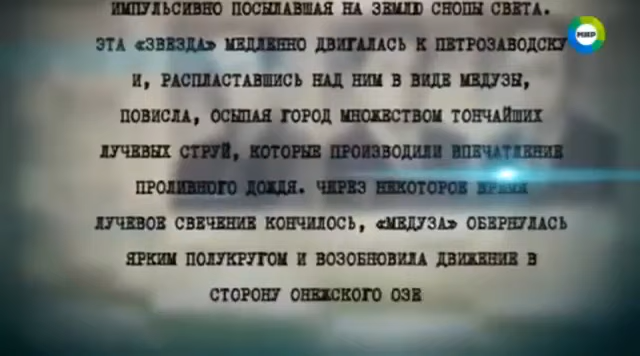 ИМПУЛЬСИВНО ПОСЫЛАВШАЯ НА ЗЕМЛЮ СНОПЫ СВЕТА.
ЭТА «ЗВЕЗДА» МЕДЛЕННО ДВИГАЛАСЬ К ПЕТРОЗАВОДСКУ
МИР
И, РАСПЛАСТАВШИСЬ НАД НИМ В ВИДЕ МЕДУЗЫ,
ПОВИСЛА, ОСЫПАЯ ГОРОД МНОЖЕСТВОМ ТОНЧАЙШИХ
ЛУЧЕВЫХ СТРУЙ, КОТОРЫЕ ПРОИЗВОДИЛИ ВПЕЧАТЛЕНИЕ
ПРОЛИВНОГО ДОЖДЯ. ЧЕРЕЗ НЕКОТОРОЕ ВРЕМЯ
ЛУЧЕВОЕ СВЕЧЕНИЕ КОНЧИЛОСЬ, «МЕДУЗА» ОБЕРНУЛАСЬ
ЯРКИМ ПОЛУКРУГОМ И ВОЗОБНОВИЛА ДВИЖЕНИЕ В
СТОРОНУ ОНЕЖСКОГО ОЗЕ